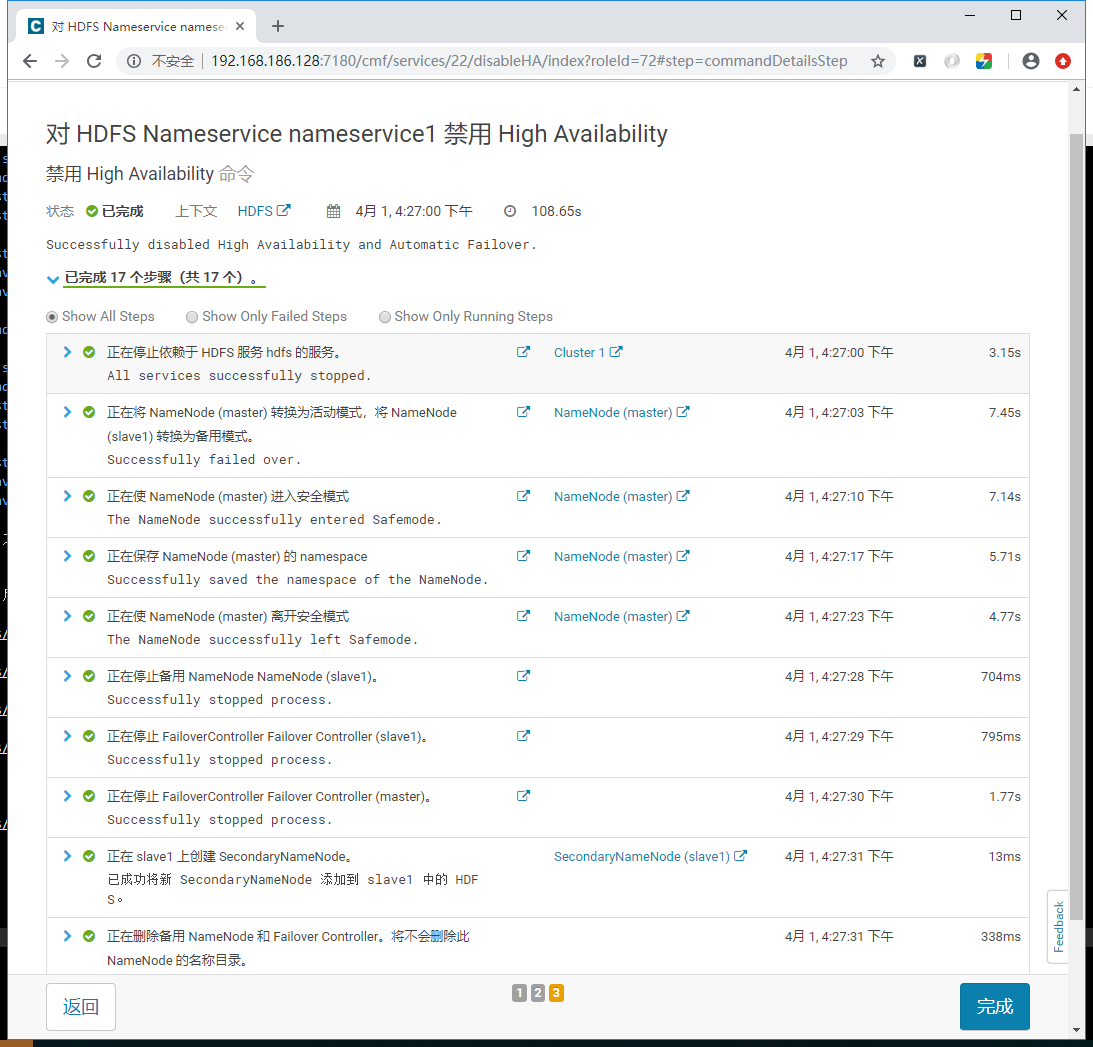 对 HDFS Nameservice namese
不安全 192.168.186.128:7180/cmf/services/22/disableHA/index?roleId=72#step=commandDetailsStep
对 HDFS Nameservice nameservice1 禁用 High Availability
禁用 High Availability 命令
状态 已完成 上下文 HDFS 4月 1, 4:27:00 下午 108.65s
Successfully disabled High Availability and Automatic Failover.
已完成 17 个步骤（共 17 个）。
Show All Steps Show Only Failed Steps Show Only Running Steps
正在停止依赖于 HDFS 服务 hdfs 的服务。 Cluster 1 4月 1, 4:27:00 下午 3.15s
All services successfully stopped.
正在将 NameNode (master) 转换为活动模式，将 NameNode NameNode (master) 4月 1, 4:27:03 下午 7.45s
(slave1) 转换为备用模式。
Successfully failed over.
正在使 NameNode (master) 进入安全模式 NameNode (master) 4月 1, 4:27:10 下午 7.14s
The NameNode successfully entered Safemode.
正在保存 NameNode (master) 的 namespace NameNode (master) 4月 1, 4:27:17 下午 5.71s
Successfully saved the namespace of the NameNode.
正在使 NameNode (master) 离开安全模式 NameNode (master) 4月 1, 4:27:23 下午 4.77s
The NameNode successfully left Safemode.
正在停止备用 NameNode NameNode (slave1)。 4月 1, 4:27:28 下午 704ms
Successfully stopped process.
正在停止 FailoverController Failover Controller (slave1)。 4月 1, 4:27:29 下午 795ms
Successfully stopped process.
正在停止 FailoverController Failover Controller (master)。 4月 1, 4:27:30 下午 1.77s
Successfully stopped process.
正在 slave1 上创建 SecondaryNameNode。 SecondaryNameNode (slave1) 4月 1, 4:27:31 下午 13ms
已成功将新 SecondaryNameNode 添加到 slave1 中的 HDF
S。
正在删除备用 NameNode 和 Failover Controller。将不会删除此 4月 1, 4:27:31 下午 338ms
NameNode 的名称目录。
Feedback
返回 1 2 3 完成